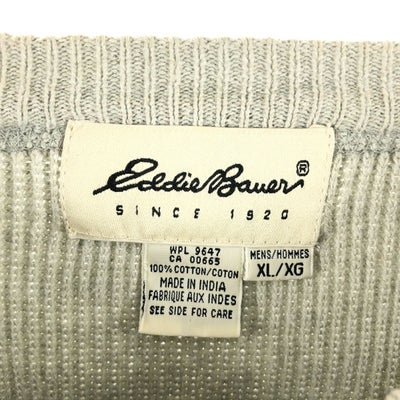 Eddie Bauer®
SINCE 1920
WPL 9647
CA 00665
100% COTTON/COTON
MADE IN INDIA
FABRIQUE AUX INDES
SEE SIDE FOR CARE
MENS/HOMMES
XL/XG